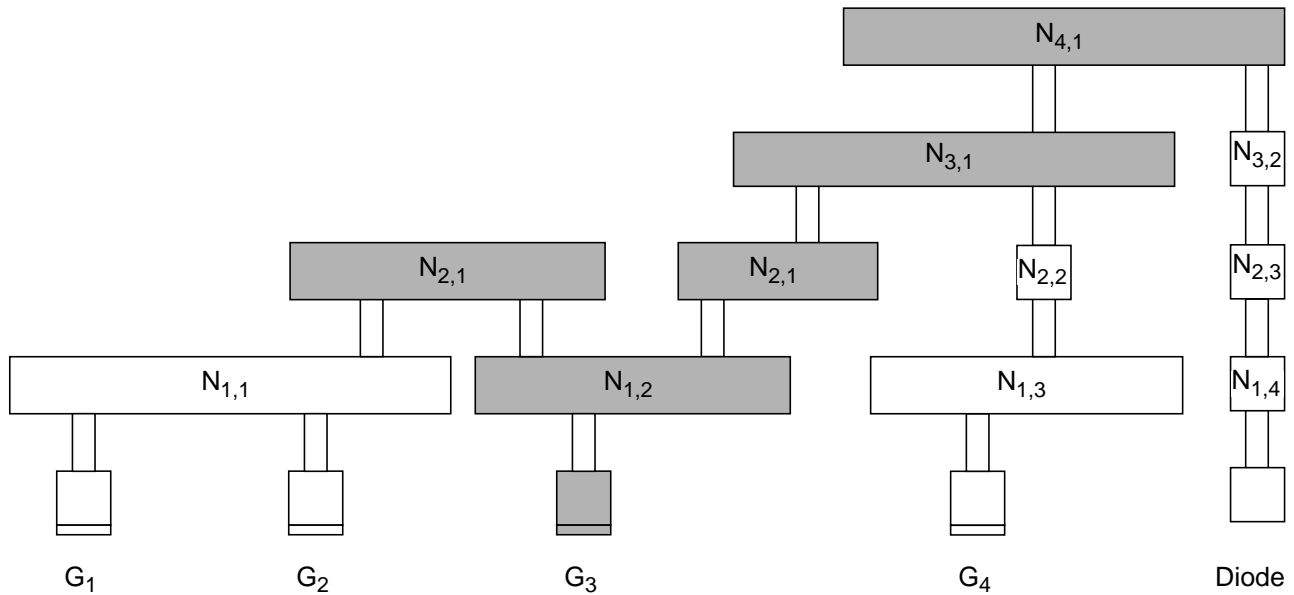 N4,1
N3,1
N3,2
N2,1
N2,1
N2,2
N2,3
N1,1
N1,2
N1,3
N1,4
G1
G2
G3
G4
Diode